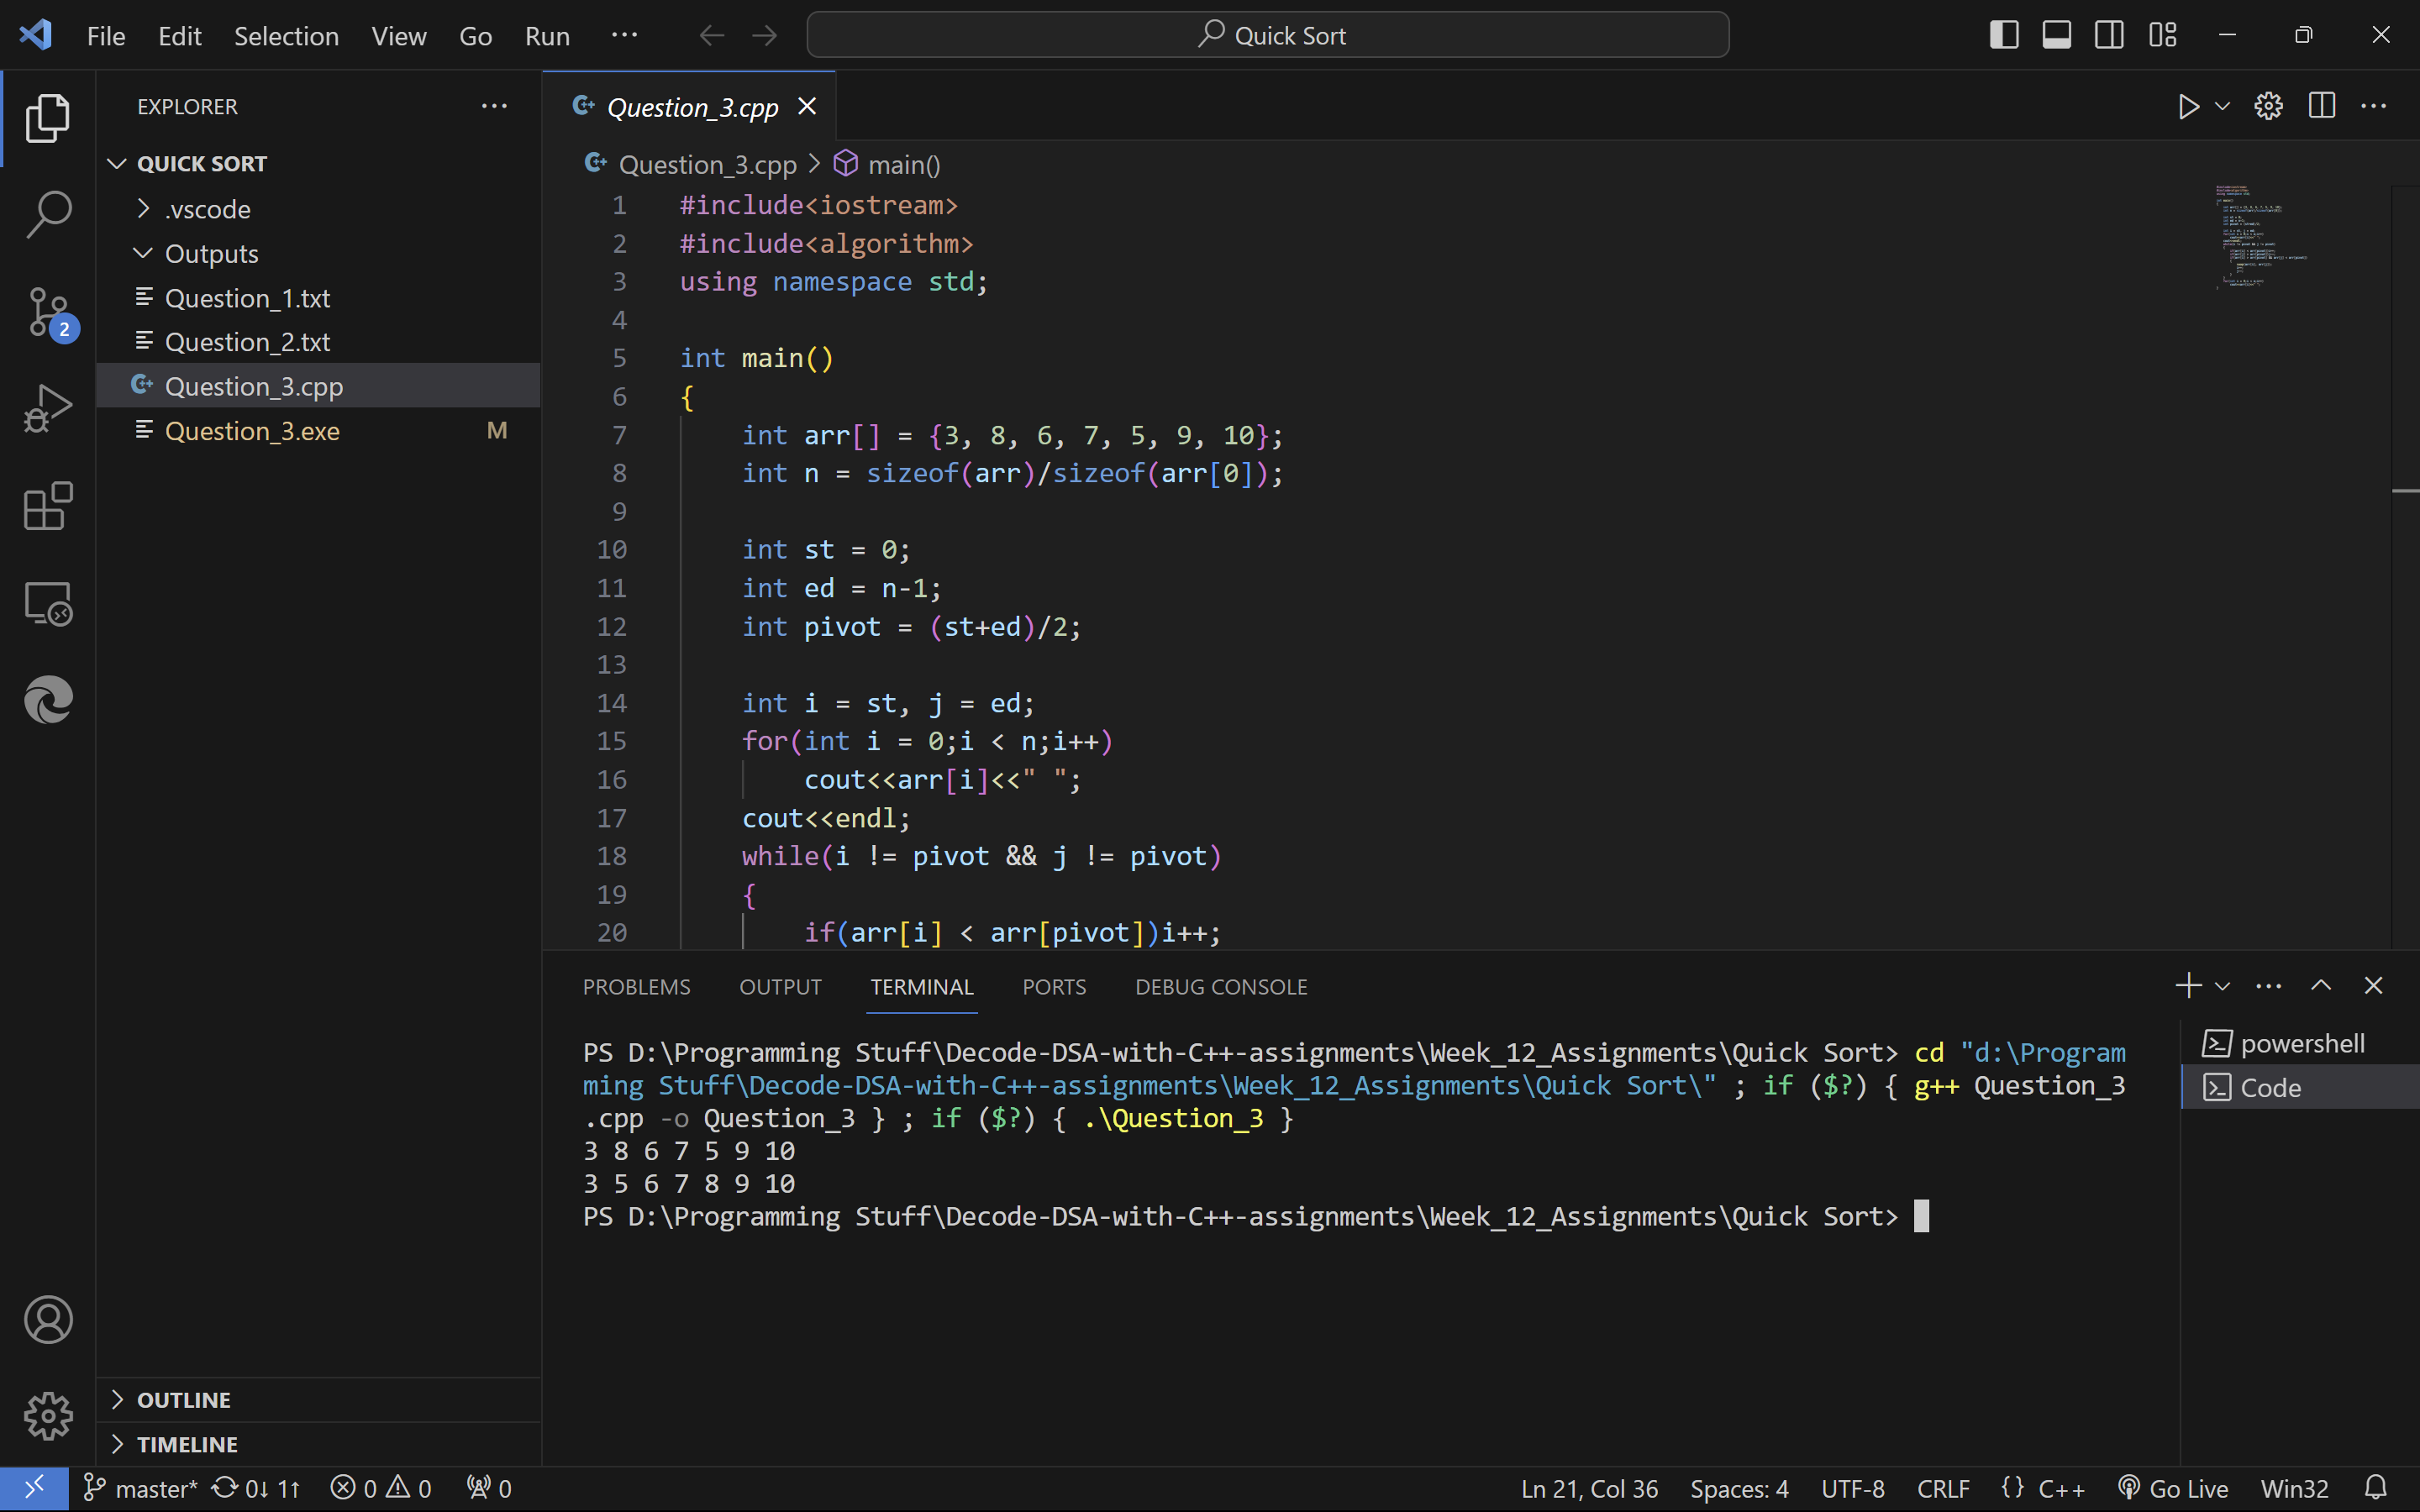 File Edit Selection View Go Run ··· Quick Sort
EXPLORER
QUICK SORT
.vscode
Outputs
Question_1.txt
Question_2.txt
Question_3.cpp
Question_3.exe M
OUTLINE
TIMELINE
2
Question_3.cpp
Question_3.cpp > main()
1 #include<iostream>
2 #include<algorithm>
3 using namespace std;
4
5 int main()
6 {
7 int arr[] = {3, 8, 6, 7, 5, 9, 10};
8 int n = sizeof(arr)/sizeof(arr[0]);
9
10 int st = 0;
11 int ed = n-1;
12 int pivot = (st+ed)/2;
13
14 int i = st, j = ed;
15 for(int i = 0;i < n;i++)
16 cout<<arr[i]<<" ";
17 cout<<endl;
18 while(i != pivot && j != pivot)
19 {
20 if(arr[i] < arr[pivot])i++;
PROBLEMS OUTPUT TERMINAL PORTS DEBUG CONSOLE
PS D:\Programming Stuff\Decode-DSA-with-C++-assignments\Week_12_Assignments\Quick Sort> cd "d:\Program
ming Stuff\Decode-DSA-with-C++-assignments\Week_12_Assignments\Quick Sort\" ; if ($?) { g++ Question_3
.cpp -o Question_3 } ; if ($?) { .\Question_3 }
3 8 6 7 5 9 10
3 5 6 7 8 9 10
PS D:\Programming Stuff\Decode-DSA-with-C++-assignments\Week_12_Assignments\Quick Sort>
powershell
Code
master* 0↓ 1↑ 0 0 0 Ln 21, Col 36 Spaces: 4 UTF-8 CRLF {} C++ Go Live Win32